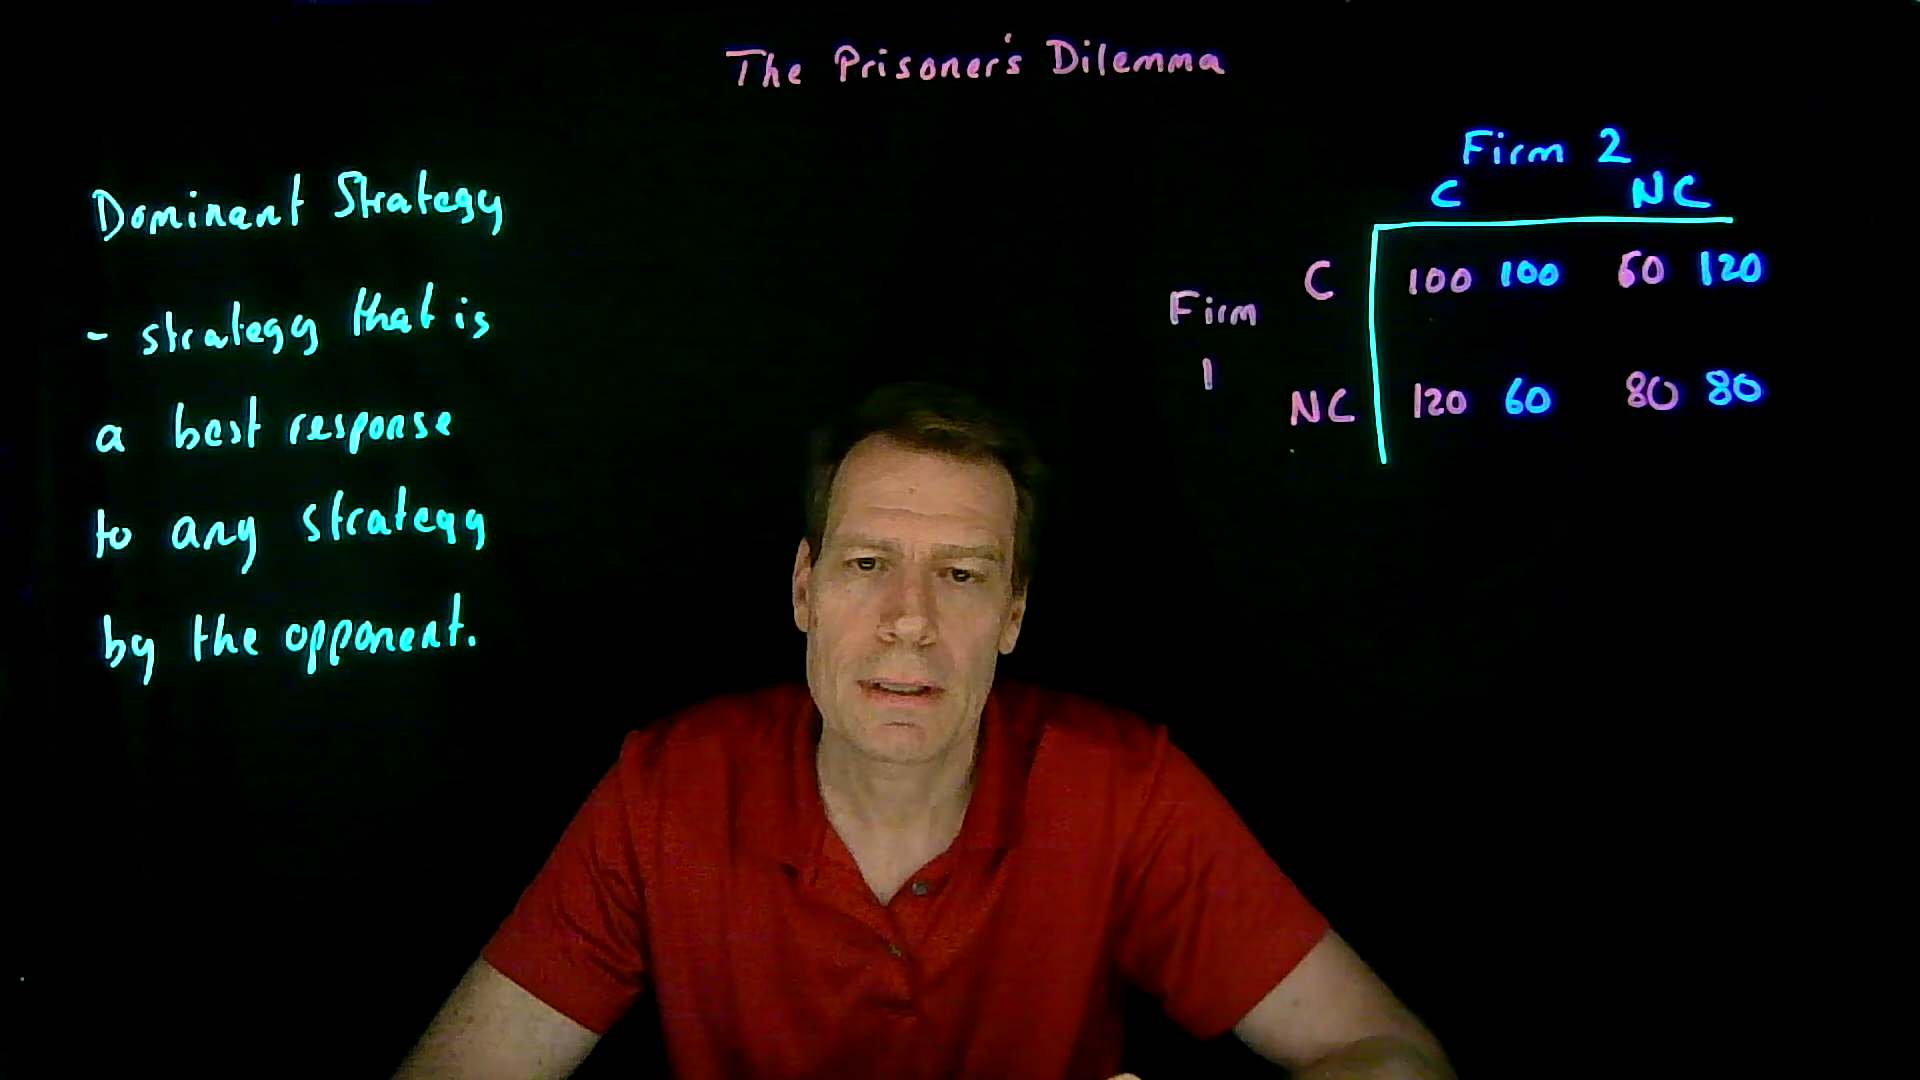 The Prisoner's Dilemma
Dominant Strategy
- strategy that is
a best response
to any strategy
by the opponent.
Firm 2
C NC
Firm
1
C 100 100 60 120
NC 120 60 80 80